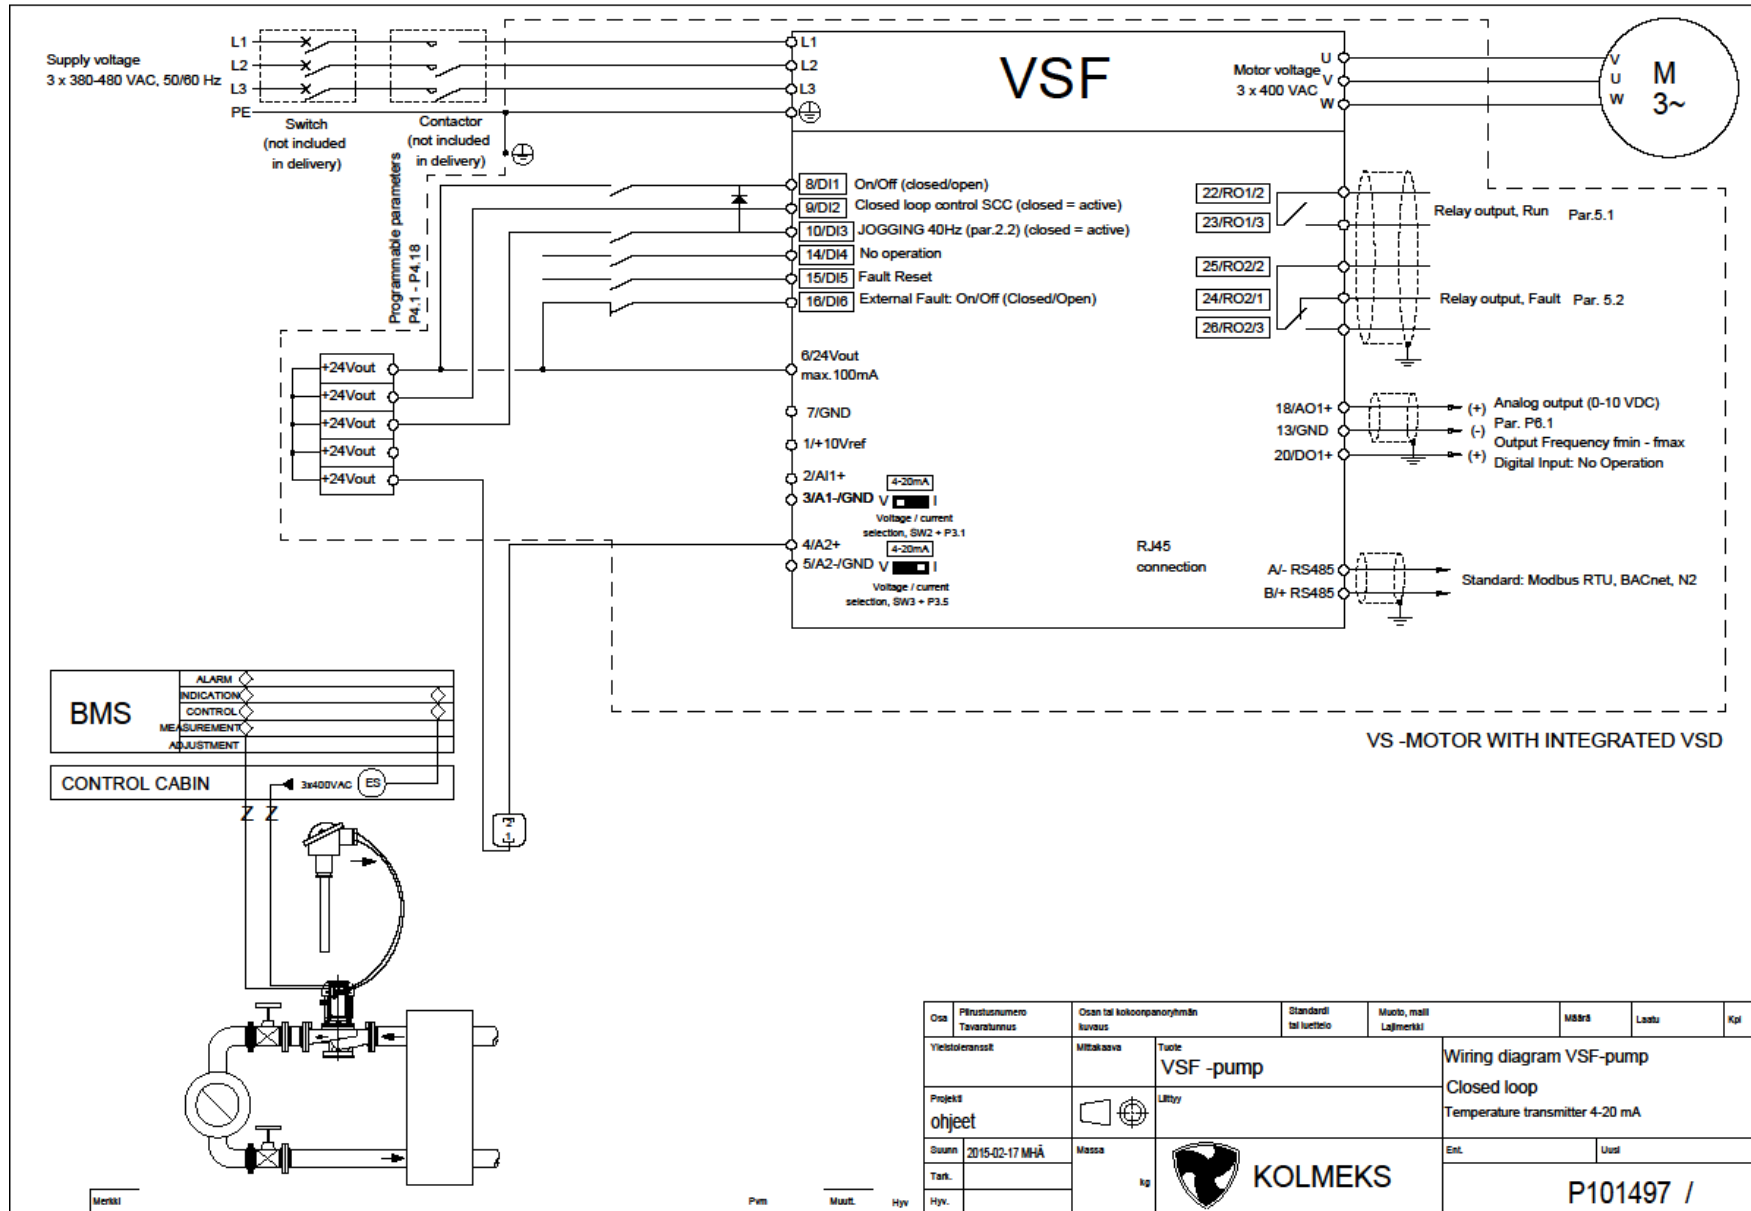 Supply voltage
3 x 380-480 VAC, 50/60 Hz
L1
L2
L3
PE
Switch
(not included
in delivery)
Contactor
(not included
in delivery)
Programmable parameters
P4.1 - P4.18
L1
L2
L3
VSF
Motor voltage
3 x 400 VAC
U
V
W
V
U
W
M
3~
8/DI1 On/Off (closed/open)
9/DI2 Closed loop control SCC (closed = active)
10/DI3 JOGGING 40Hz (par.2.2) (closed = active)
14/DI4 No operation
15/DI5 Fault Reset
16/DI6 External Fault: On/Off (Closed/Open)
6/24Vout
max.100mA
7/GND
1/+10Vref
2/AI1+
3/A1-/GND
4-20mA
V I
Voltage / current
selection, SW2 + P3.1
4/A2+
5/A2-/GND
4-20mA
V I
Voltage / current
selection, SW3 + P3.5
22/RO1/2
23/RO1/3
Relay output, Run Par.5.1
25/RO2/2
24/RO2/1
26/RO2/3
Relay output, Fault Par. 5.2
18/AO1+
13/GND
20/DO1+
(+) Analog output (0-10 VDC)
Par. P6.1
(-)
Output Frequency fmin - fmax
(+)
Digital Input: No Operation
RJ45
connection
A/- RS485
B/+ RS485
Standard: Modbus RTU, BACnet, N2
+24Vout
+24Vout
+24Vout
+24Vout
+24Vout
VS -MOTOR WITH INTEGRATED VSD
BMS
ALARM
INDICATION
CONTROL
MEASUREMENT
ADJUSTMENT
CONTROL CABIN
3x400VAC
ES
Z Z
2
1
Osa
Piirustusnumero
Tavaratunnus
Osan tai kokoonpanoryhmän
kuvaus
Standardi
tai luettelo
Muoto, malli
Lajimerkki
Määrä
Laatu
Kpl
Yleistoleranssit
Mittakaava
Tuote
VSF -pump
Wiring diagram VSF-pump
Closed loop
Temperature transmitter 4-20 mA
Projekti
ohjeet
Liittyy
Suunn 2015-02-17 MHÄ
Tark.
Hyv.
Massa
kg
KOLMEKS
Ent.
Uusi
P101497 /
Merkki
Pvm
Muutt.
Hyv